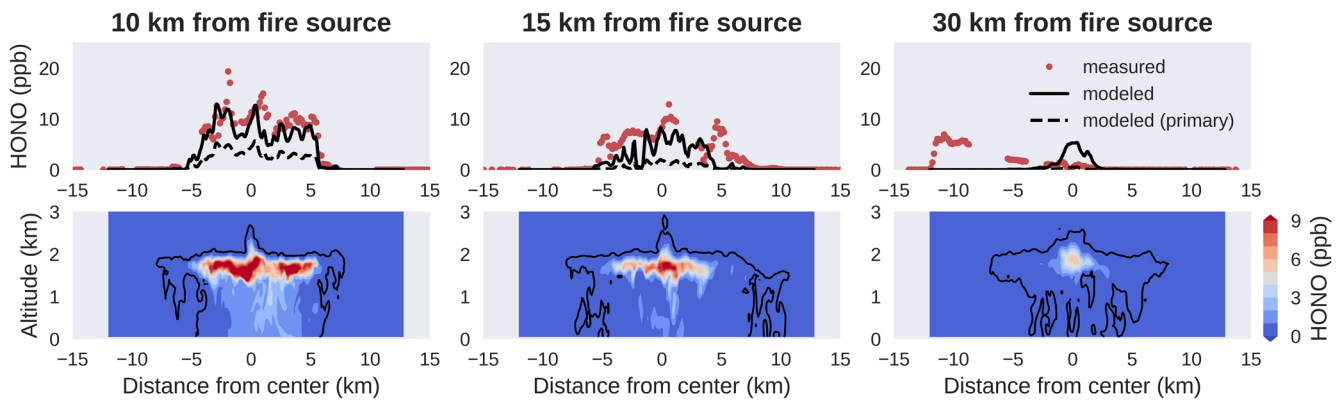 10 km from fire source
15 km from fire source
30 km from fire source
HONO (ppb)
20
10
0
−15 −10 −5 0 5 10 15
20
10
0
−15 −10 −5 0 5 10 15
20
10
0
−15 −10 −5 0 5 10 15
measured
modeled
modeled (primary)
Altitude (km)
3
2
1
0
−15 −10 −5 0 5 10 15
Distance from center (km)
3
2
1
0
−15 −10 −5 0 5 10 15
Distance from center (km)
3
2
1
0
−15 −10 −5 0 5 10 15
Distance from center (km)
9
6
3
0
HONO (ppb)